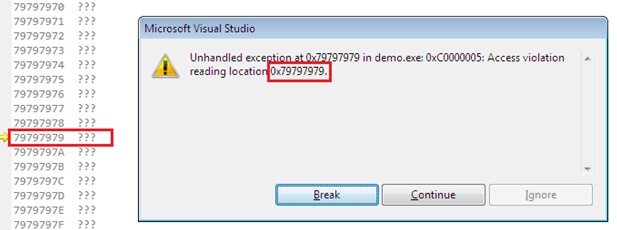 79797970 ???
79797971 ???
79797972 ???
79797973 ???
79797974 ???
79797975 ???
79797976 ???
79797977 ???
79797978 ???
79797979 ???
7979797A ???
7979797B ???
7979797C ???
7979797D ???
7979797E ???
7979797F ???
Microsoft Visual Studio
Unhandled exception at 0x79797979 in demo.exe: 0xC0000005: Access violation
reading location 0x79797979.
Break
Continue
Ignore